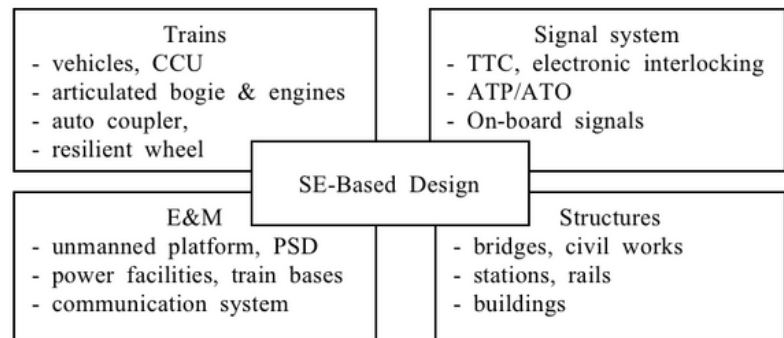 Trains
- vehicles, CCU
- articulated bogie & engines
- auto coupler,
- resilient wheel
Signal system
- TTC, electronic interlocking
- ATP/ATO
- On-board signals
SE-Based Design
E&M
- unmanned platform, PSD
- power facilities, train bases
- communication system
Structures
- bridges, civil works
- stations, rails
- buildings